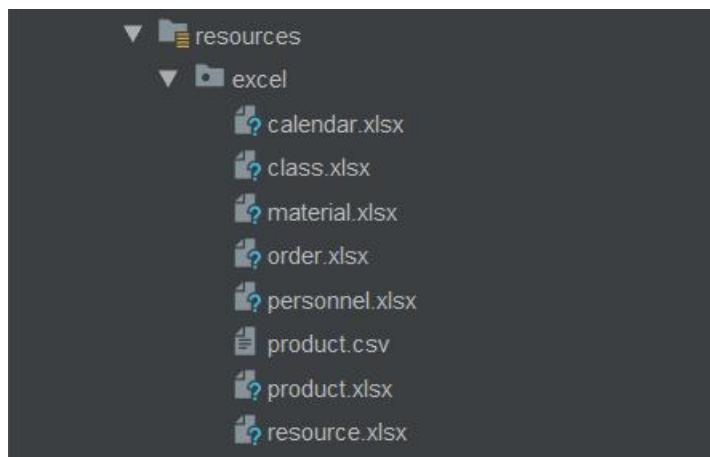 resources
excel
calendar.xlsx
class.xlsx
material.xlsx
order.xlsx
personnel.xlsx
product.csv
product.xlsx
resource.xlsx